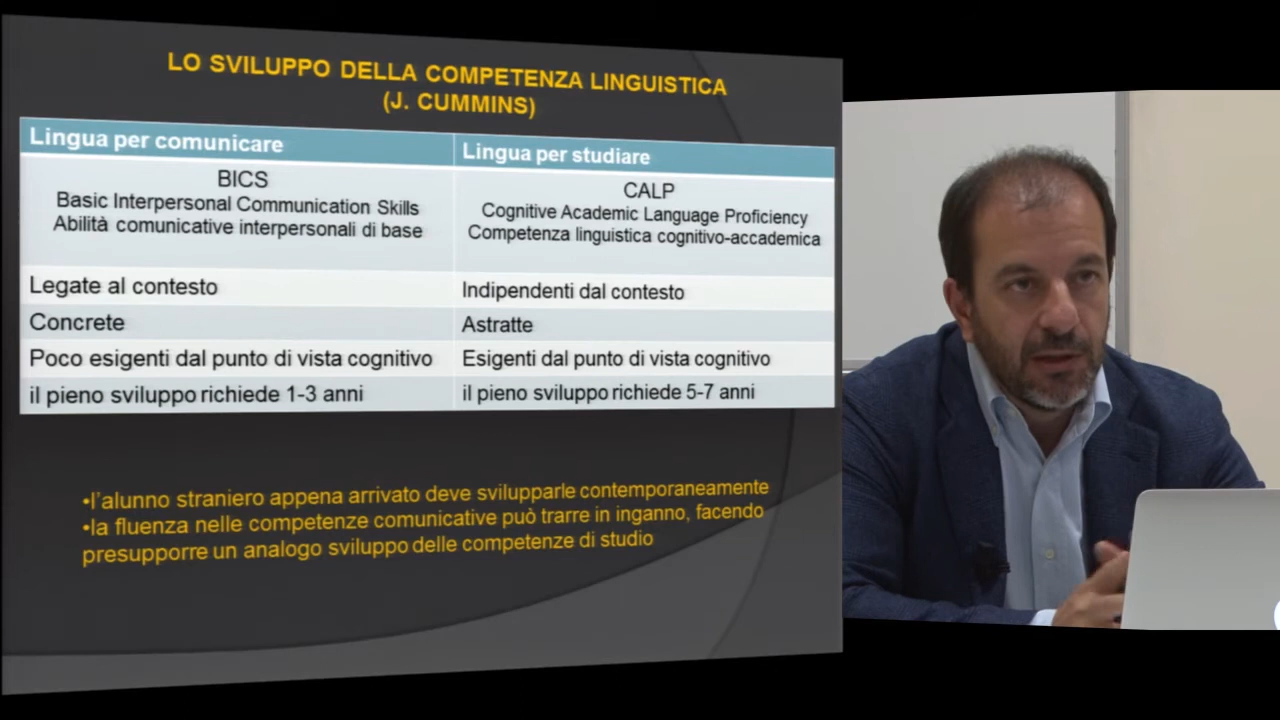 LO SVILUPPO DELLA COMPETENZA LINGUISTICA
(J. CUMMINS)
Lingua per comunicare
Lingua per studiare
BICS
Basic Interpersonal Communication Skills
Abilità comunicative interpersonali di base
CALP
Cognitive Academic Language Proficiency
Competenza linguistica cognitivo-accademica
Legate al contesto
Indipendenti dal contesto
Concrete
Astratte
Poco esigenti dal punto di vista cognitivo
Esigenti dal punto di vista cognitivo
il pieno sviluppo richiede 1-3 anni
il pieno sviluppo richiede 5-7 anni
•l'alunno straniero appena arrivato deve svilupparle contemporaneamente
•la fluenza nelle competenze comunicative può trarre in inganno, facendo
presupporre un analogo sviluppo delle competenze di studio